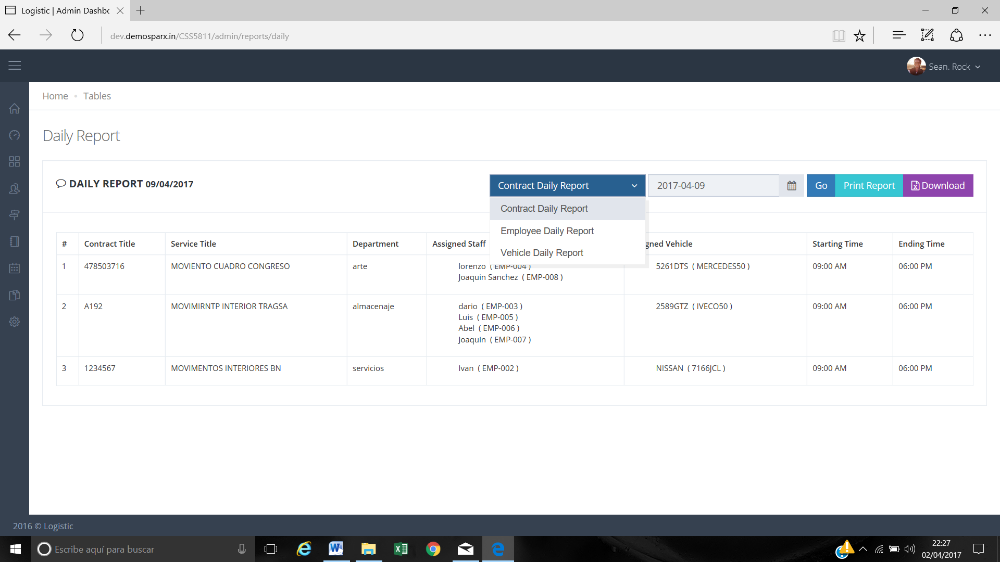 Logistic | Admin Dashbo
dev.demosparx.in/CSS5811/admin/reports/daily
Sean. Rock
Home • Tables
Daily Report
DAILY REPORT 09/04/2017
Contract Daily Report
2017-04-09
Go
Print Report
Download
Contract Daily Report
Employee Daily Report
Vehicle Daily Report
# Contract Title Service Title Department Assigned Staff gned Vehicle Starting Time Ending Time
1 478503716 MOVIENTO CUADRO CONGRESO arte lorenzo ( EMP-004 ) 5261DTS ( MERCEDES50 ) 09:00 AM 06:00 PM
Joaquin Sanchez ( EMP-008 )
2 A192 MOVIMIRNTP INTERIOR TRAGSA almacenaje dario ( EMP-003 ) 2589GTZ ( IVECO50 ) 09:00 AM 06:00 PM
Luis ( EMP-005 )
Abel ( EMP-006 )
Joaquin ( EMP-007 )
3 1234567 MOVIMENTOS INTERIORES BN servicios Ivan ( EMP-002 ) NISSAN ( 7166JCL ) 09:00 AM 06:00 PM
2016 © Logistic
Escribe aquí para buscar
22:27
02/04/2017